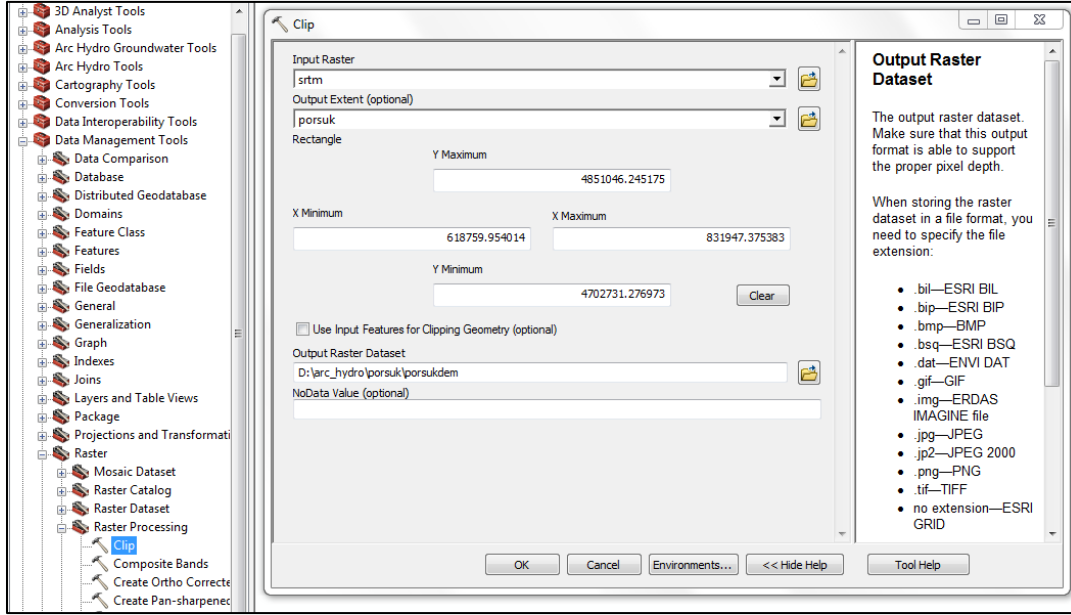 3D Analyst Tools
Analysis Tools
Arc Hydro Groundwater Tools
Arc Hydro Tools
Cartography Tools
Conversion Tools
Data Interoperability Tools
Data Management Tools
Data Comparison
Database
Distributed Geodatabase
Domains
Feature Class
Features
Fields
File Geodatabase
General
Generalization
Graph
Indexes
Joins
Layers and Table Views
Package
Projections and Transformati
Raster
Mosaic Dataset
Raster Catalog
Raster Dataset
Raster Processing
Clip
Composite Bands
Create Ortho Correcte
Create Pan-sharpened
Clip
Input Raster
srtm
Output Extent (optional)
porsuk
Rectangle
Y Maximum
4851046.245175
X Minimum
X Maximum
618759.954014
831947.375383
Y Minimum
4702731.276973
Clear
Use Input Features for Clipping Geometry (optional)
Output Raster Dataset
D:\arc_hydro\porsuk\porsukdem
NoData Value (optional)
OK
Cancel
Environments...
<< Hide Help
Tool Help
Output Raster
Dataset
The output raster dataset.
Make sure that this output
format is able to support
the proper pixel depth.
When storing the raster
dataset in a file format, you
need to specify the file
extension:
• .bil—ESRI BIL
• .bip—ESRI BIP
• .bmp—BMP
• .bsq—ESRI BSQ
• .dat—ENVI DAT
• .gif—GIF
• .img—ERDAS
IMAGINE file
• .jpg—JPEG
• .jp2—JPEG 2000
• .png—PNG
• .tif—TIFF
• no extension—ESRI
GRID